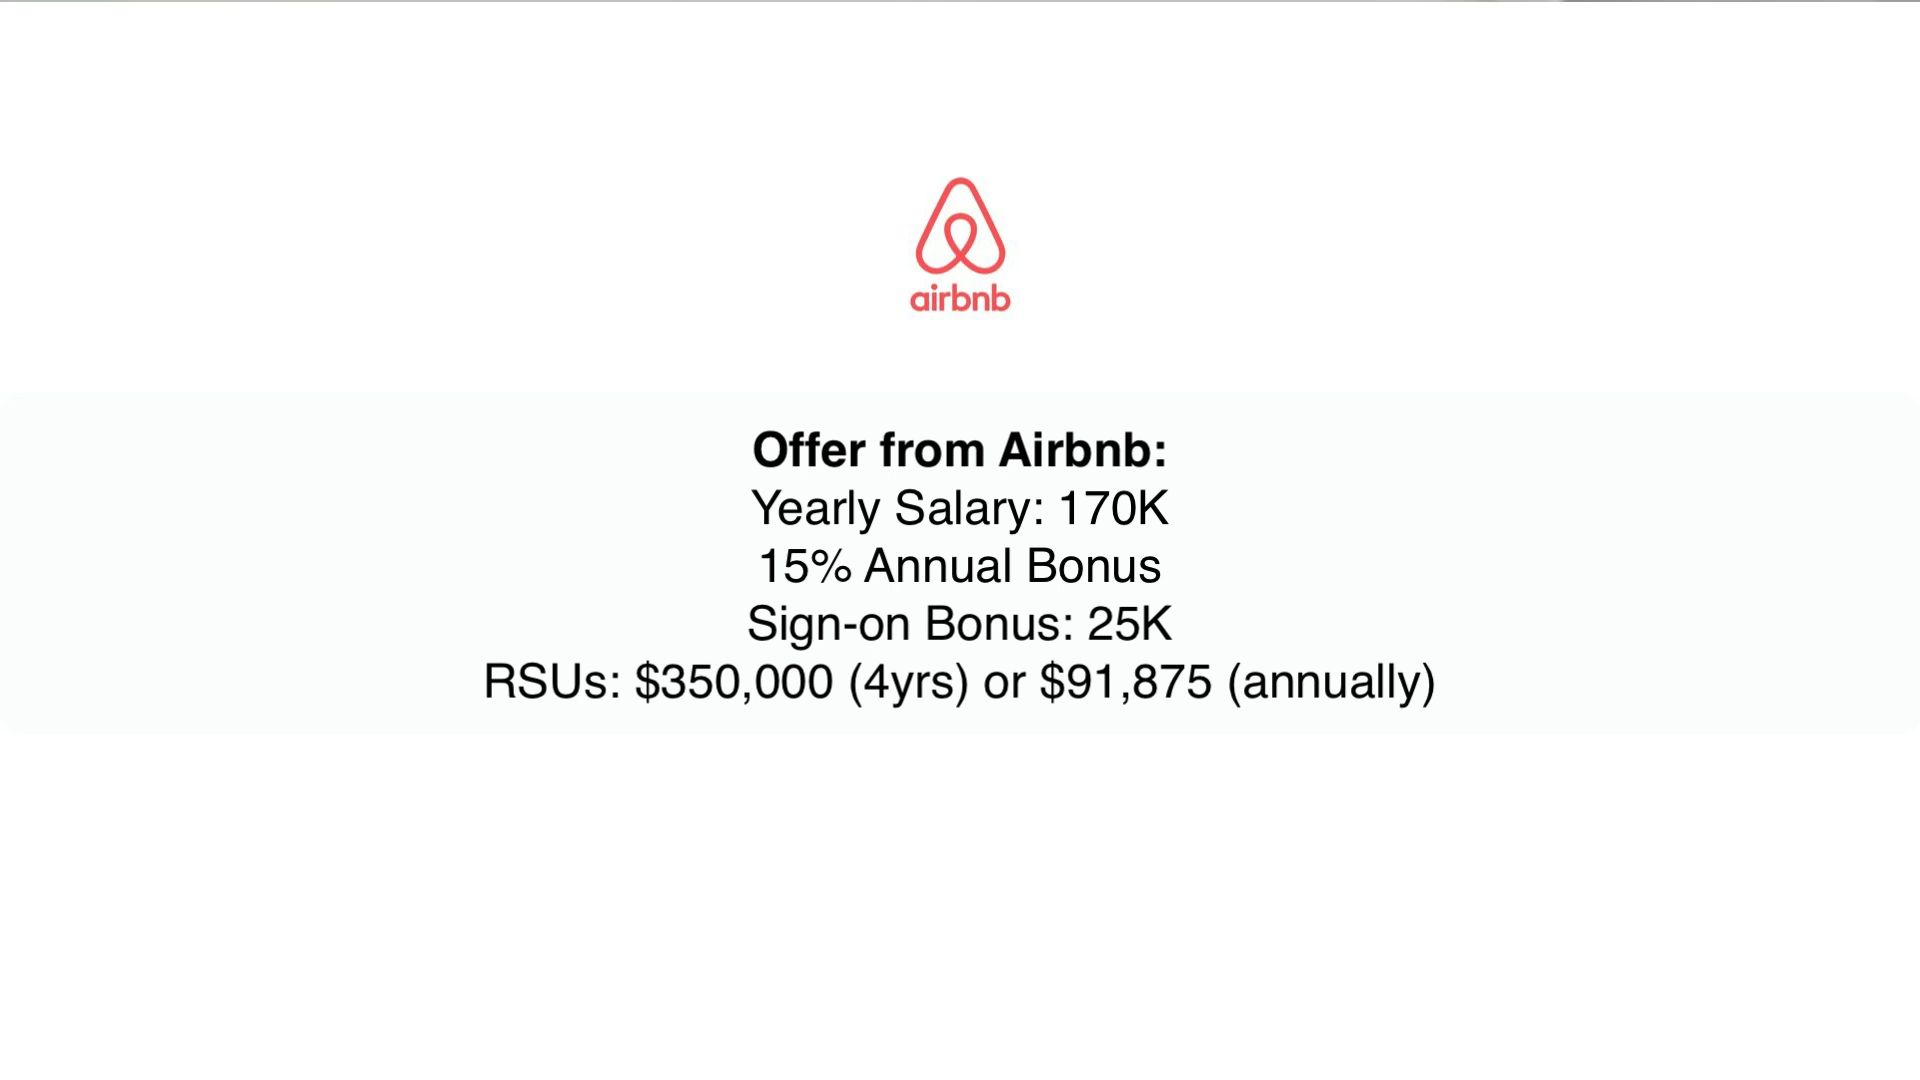 airbnb
Offer from Airbnb:
Yearly Salary: 170K
15% Annual Bonus
Sign-on Bonus: 25K
RSUs: $350,000 (4yrs) or $91,875 (annually)